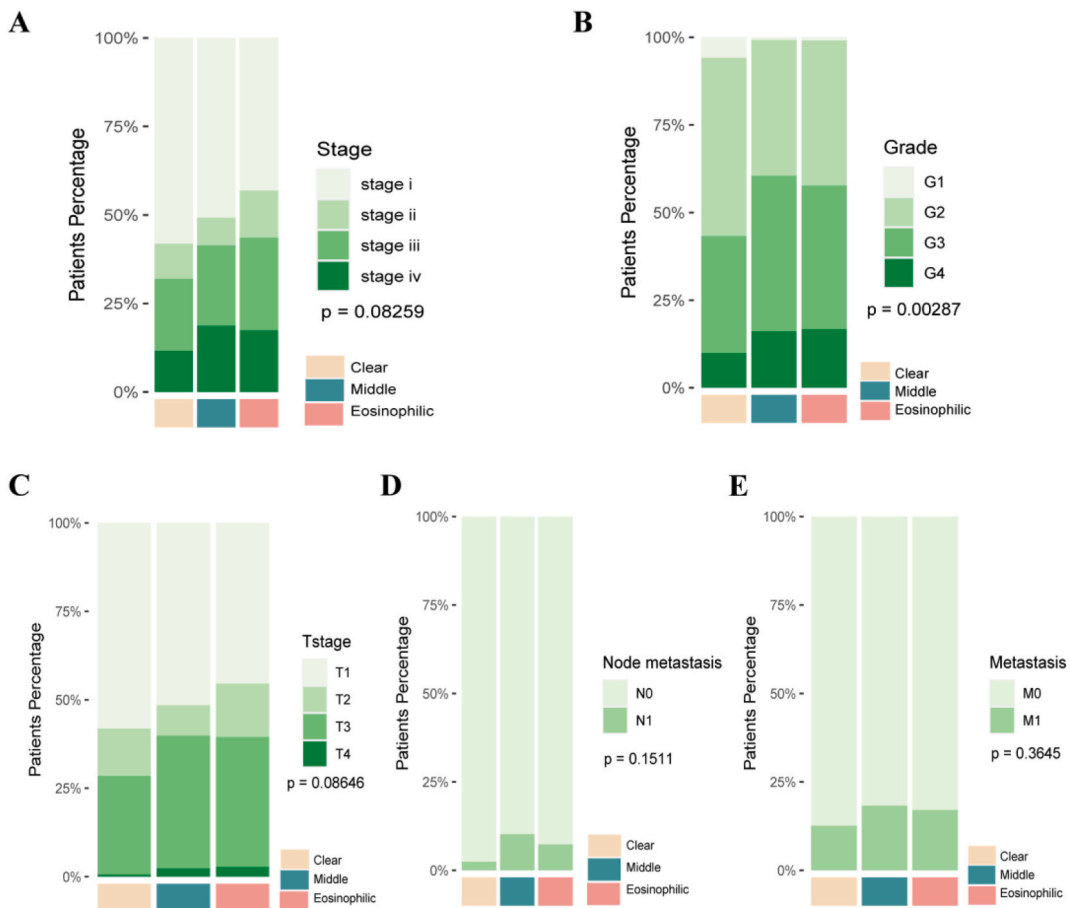 A
Patients Percentage
100%
75%
50%
25%
0%
Stage
stage i
stage ii
stage iii
stage iv
p = 0.08259
Clear
Middle
Eosinophilic
B
Patients Percentage
100%
75%
50%
25%
0%
Grade
G1
G2
G3
G4
p = 0.00287
Clear
Middle
Eosinophilic
C
Patients Percentage
100%
75%
50%
25%
0%
Tstage
T1
T2
T3
T4
p = 0.08646
Clear
Middle
Eosinophilic
D
Patients Percentage
100%
75%
50%
25%
0%
Node metastasis
N0
N1
p = 0.1511
Clear
Middle
Eosinophilic
E
Patients Percentage
100%
75%
50%
25%
0%
Metastasis
M0
M1
p = 0.3645
Clear
Middle
Eosinophilic